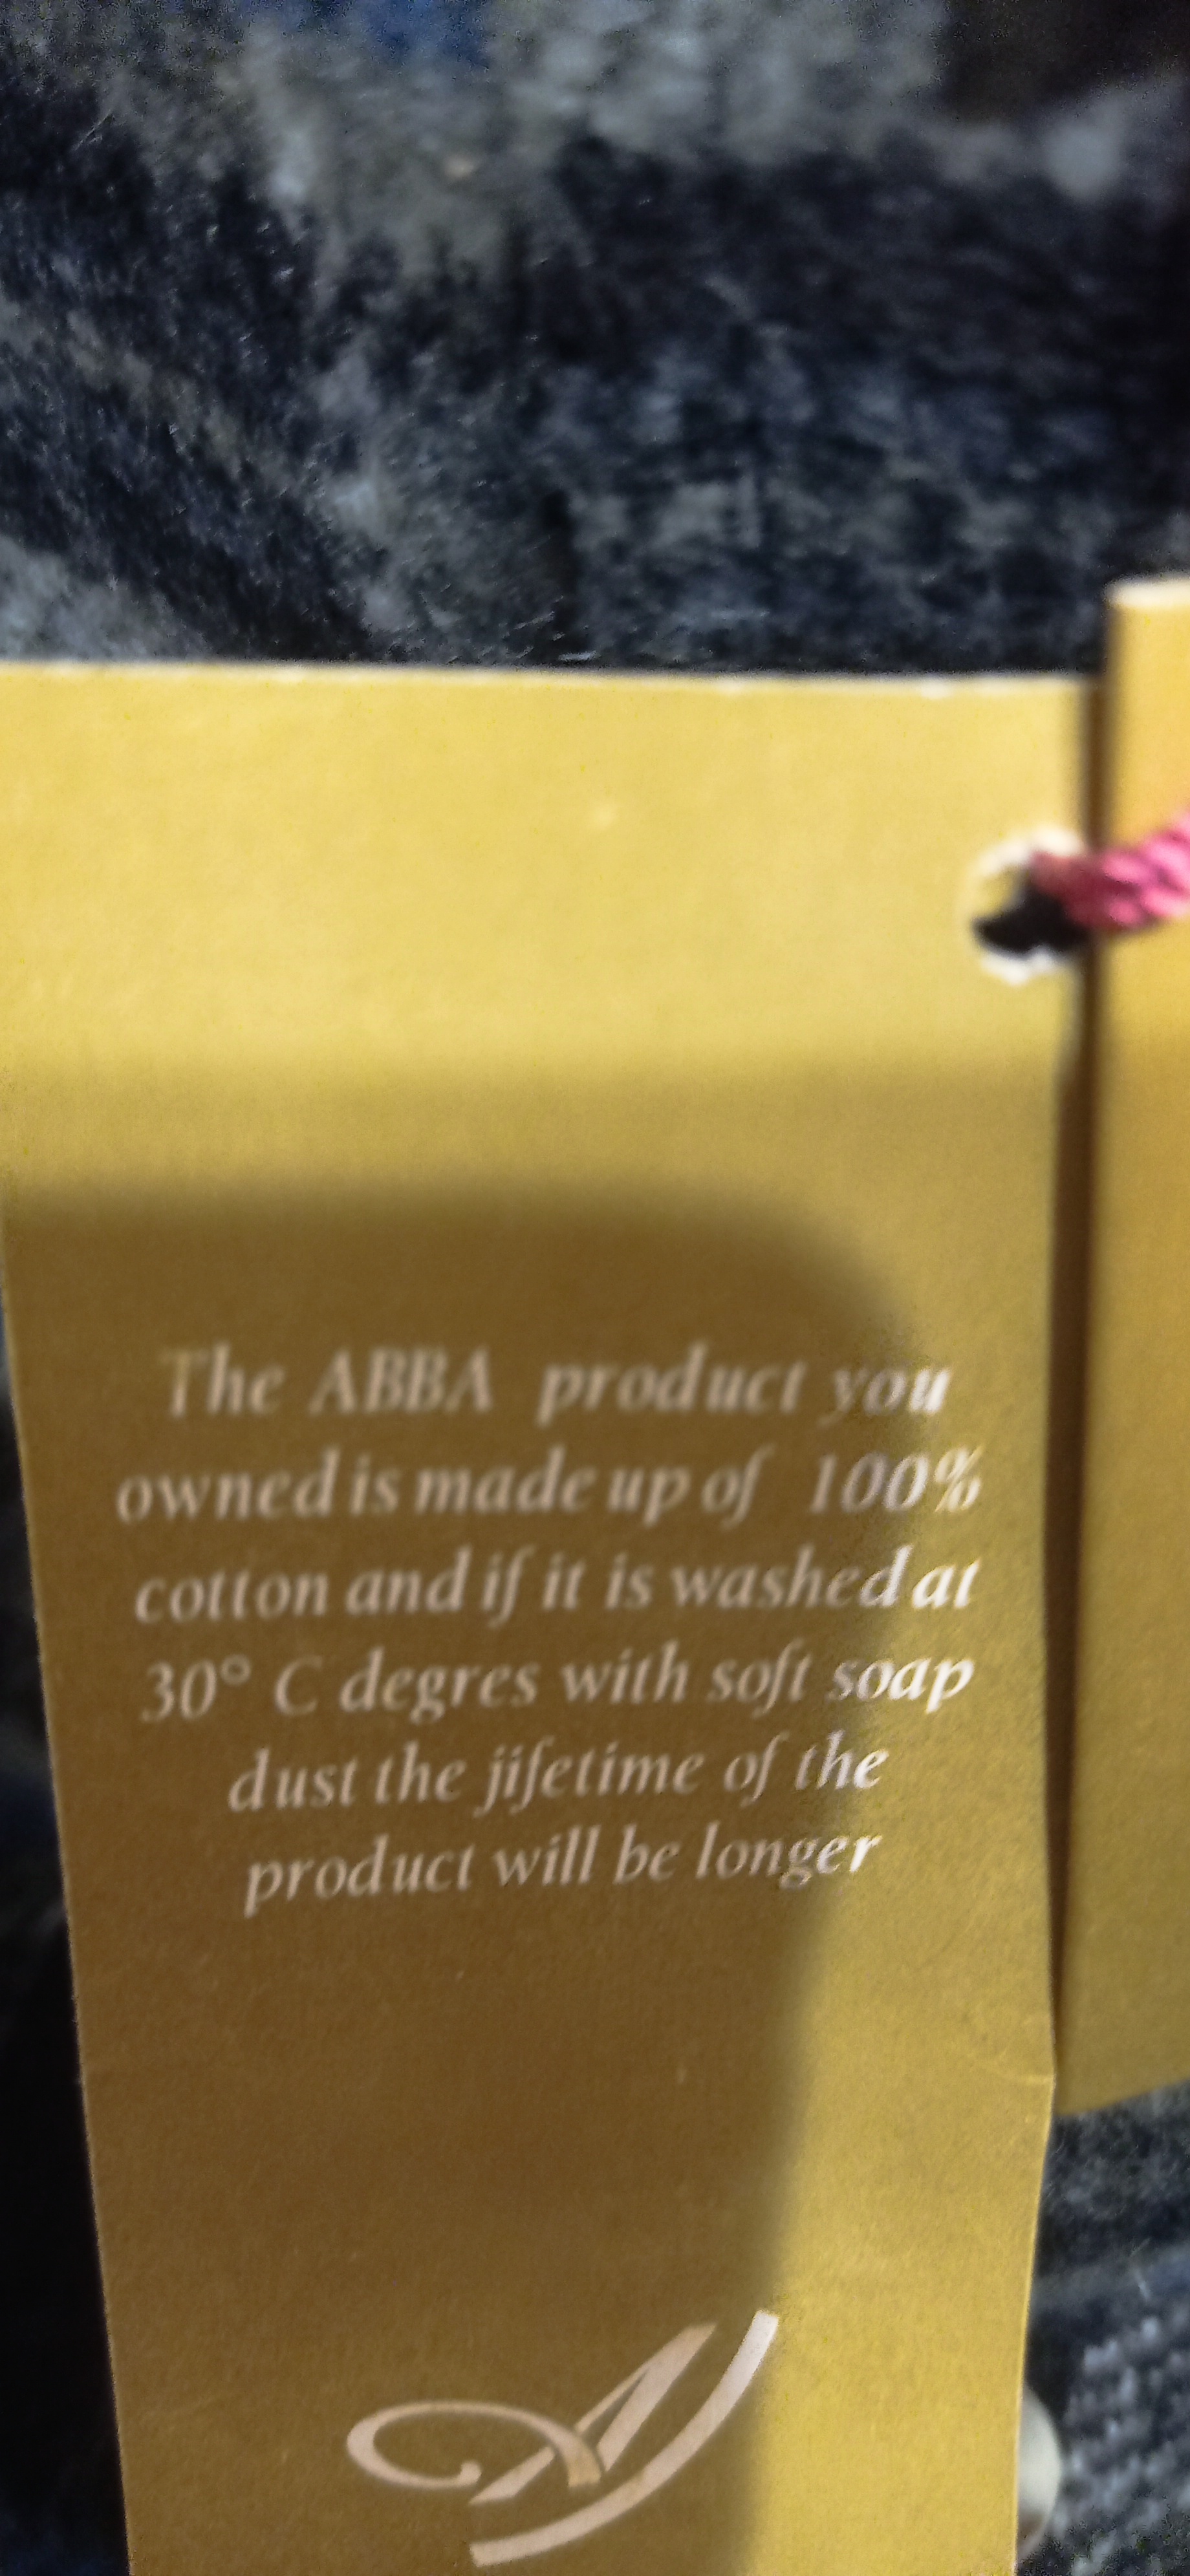 The ABBA product you
owned is made up of 100%
cotton and if it is washed at
30° C degres with soft soap
dust the jifetime of the
product will be longer